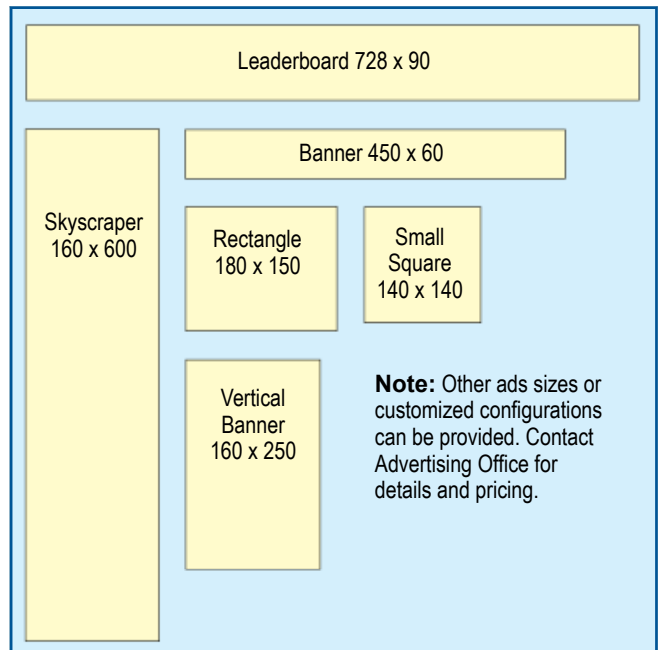 Leaderboard 728 x 90
Banner 450 x 60
Skyscraper
160 x 600
Rectangle
180 x 150
Small
Square
140 x 140
Vertical
Banner
160 x 250
Note: Other ads sizes or
customized configurations
can be provided. Contact
Advertising Office for
details and pricing.